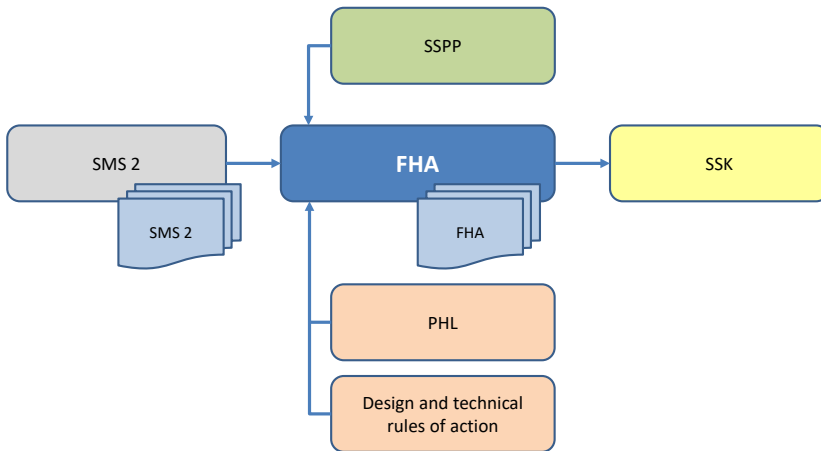 SSPP
SMS 2
FHA
SSK
SMS 2
FHA
PHL
Design and technical
rules of action